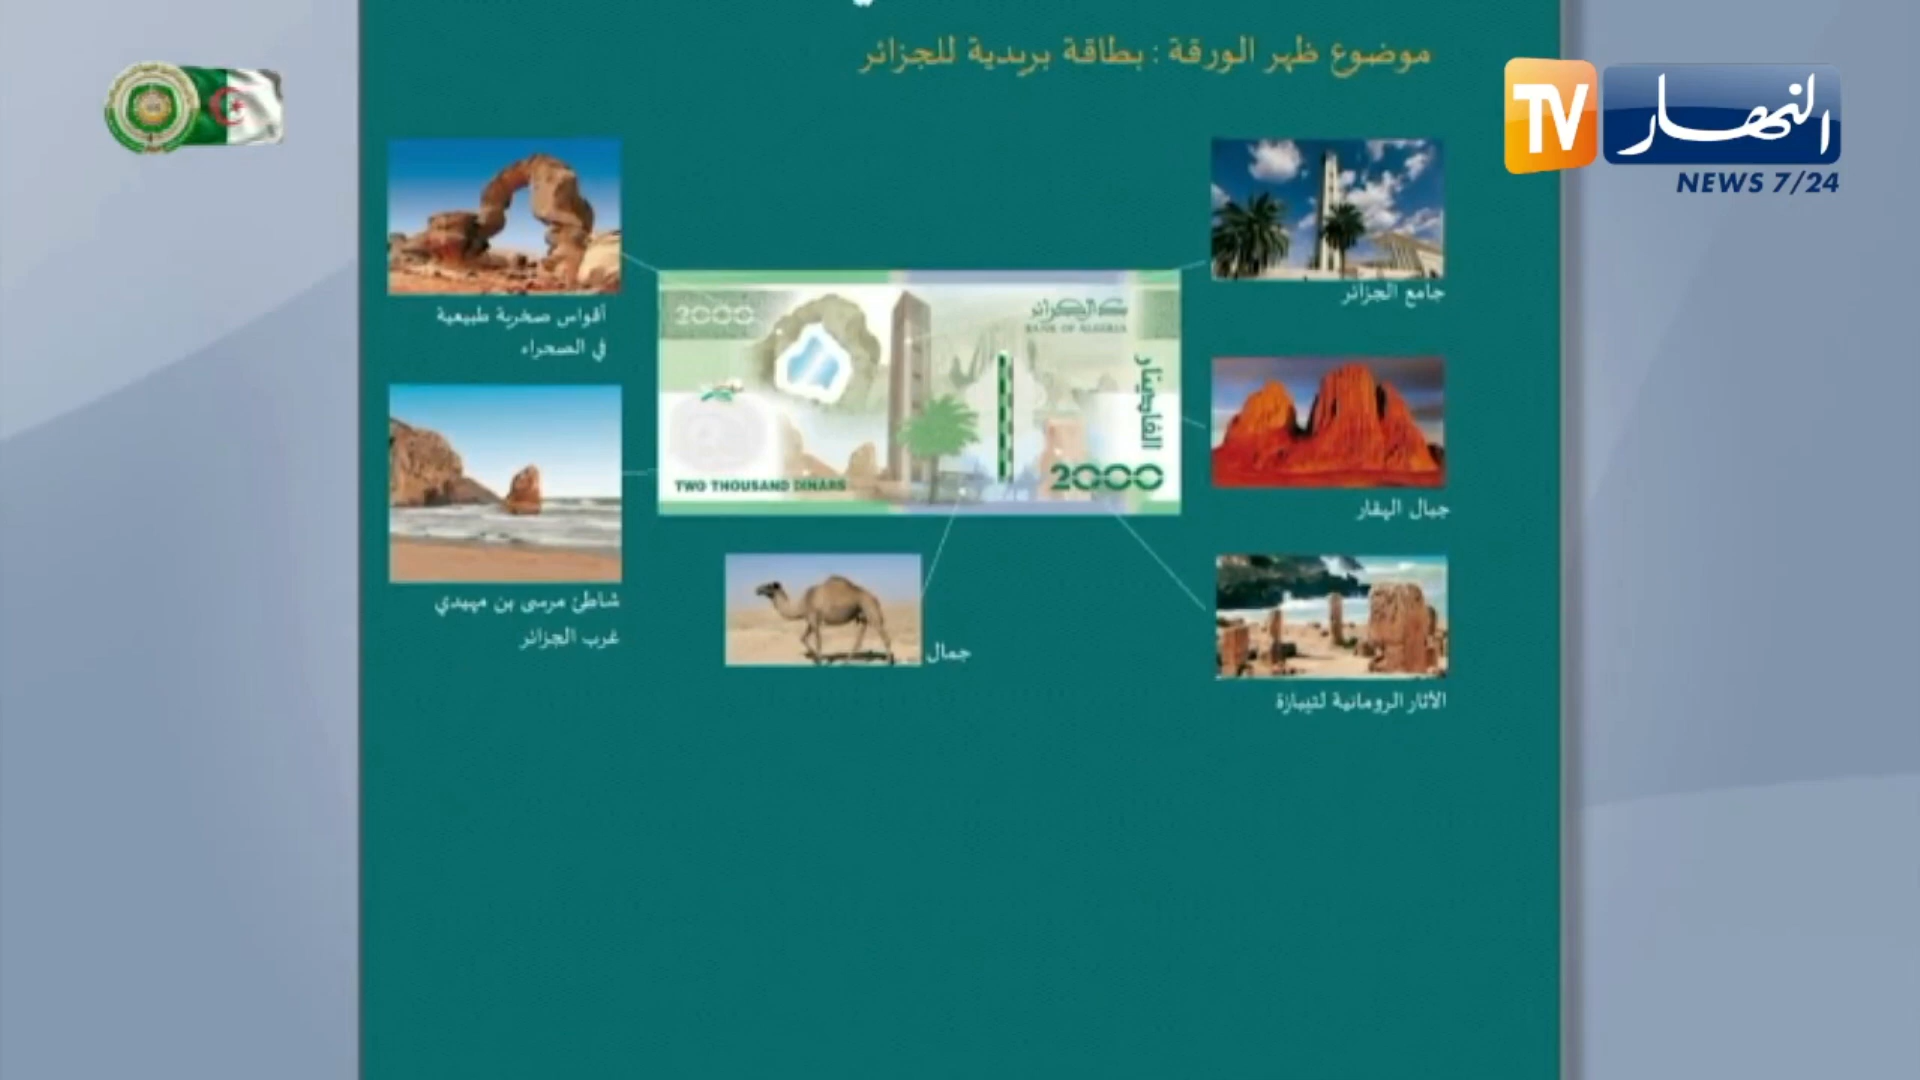 موضوع ظهر الورقة : بطاقة بريدية للجزائر
TV النهار
NEWS 7/24
جامع الجزائر
أقواس صخرية طبيعية
في الصحراء
2000
بنك الجزائر
BANK OF ALGERIA
ألفا دينار
TWO THOUSAND DINARS
2000
جبال الهقار
شاطئ مرسى بن مهيدي
غرب الجزائر
جمال
الأثار الرومانية لتيبازة